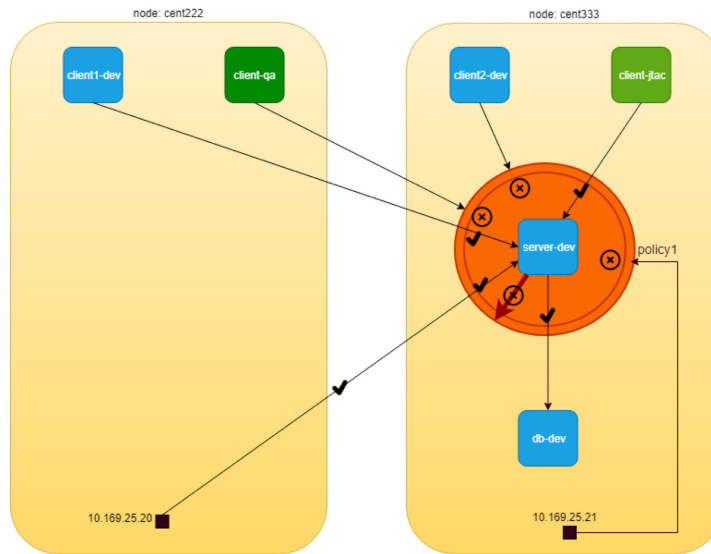 node: cent222
node: cent333
client1-dev
client-qa
client2-dev
client-jtac
server-dev
policy1
db-dev
10.169.25.20
10.169.25.21